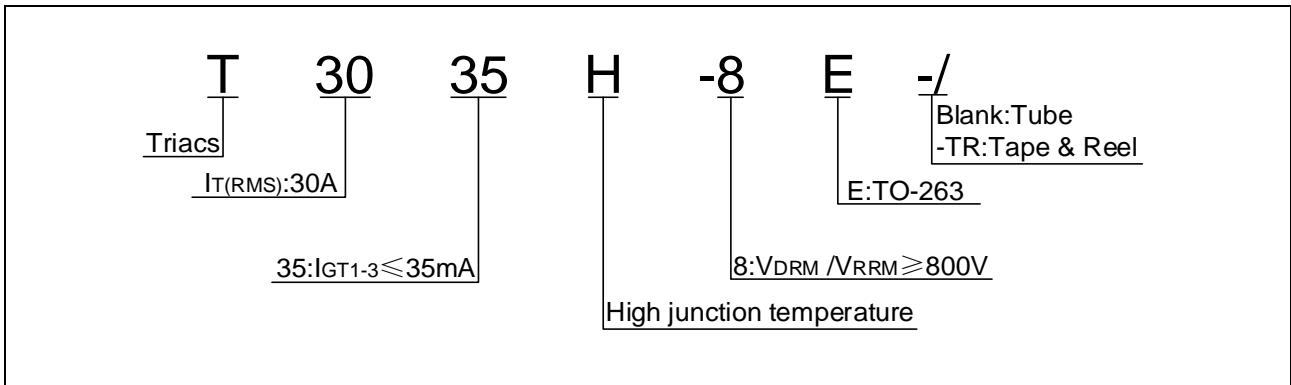 T 30 35 H -8 E -/
Blank:Tube
Triacs
-TR:Tape & Reel
IT(RMS):30A
E:TO-263
35:IGT1-3≤35mA
8:VDRM /VRRM≥800V
High junction temperature